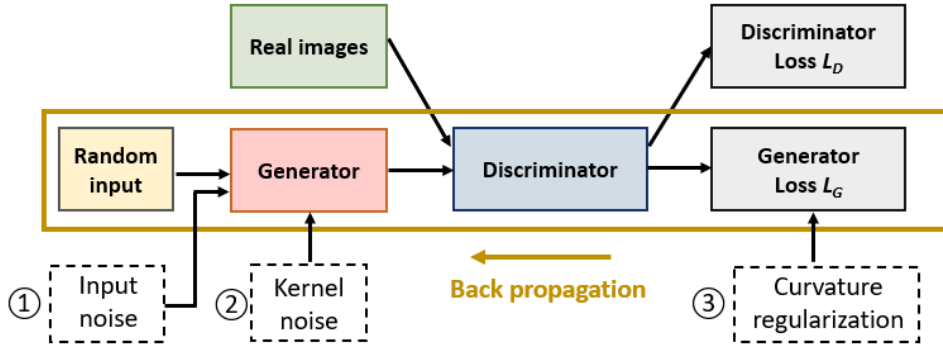 Real images
Discriminator
Loss L_D
Random
input
Generator
Discriminator
Generator
Loss L_G
Back propagation
① Input
noise
② Kernel
noise
③ Curvature
regularization